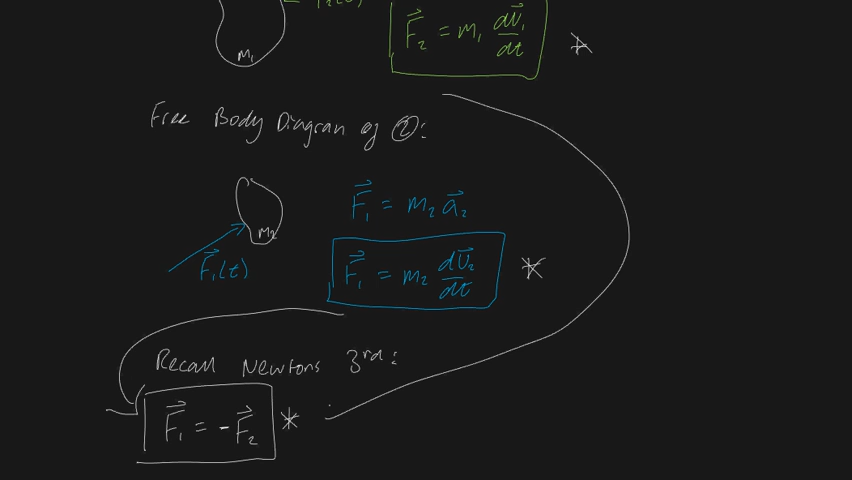 m₁
F⃗₂ = m₁ dv⃗₁/dt *
Free Body Diagram of ②:
m₂
F⃗₁(t)
F⃗₁ = m₂ a⃗₂
F⃗₁ = m₂ dv⃗₂/dt *
Recall Newtons 3rd:
F⃗₁ = -F⃗₂ *